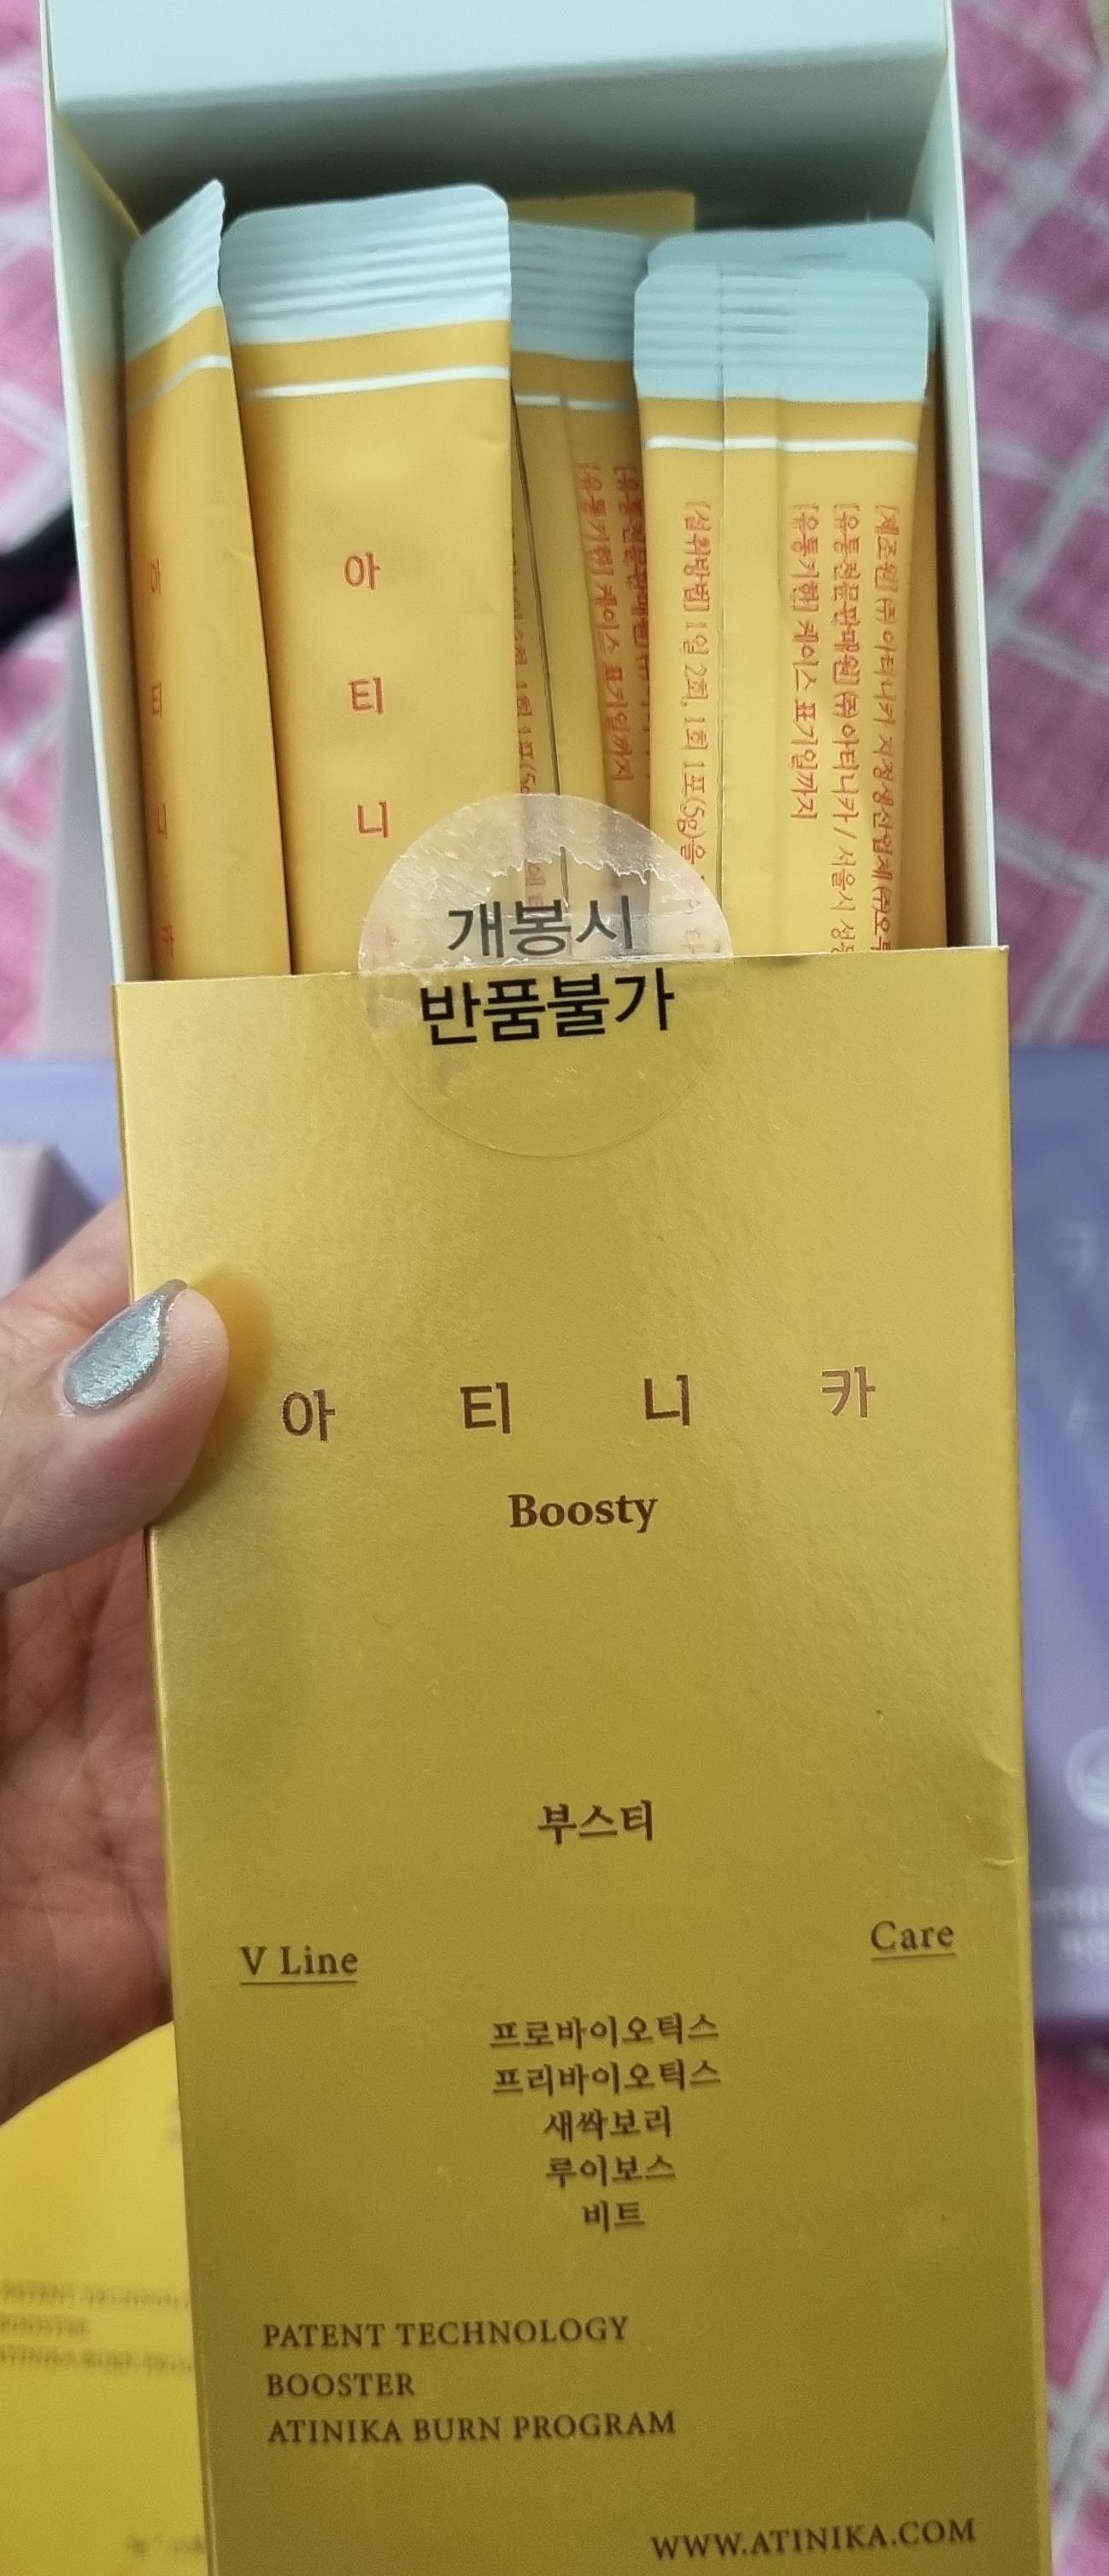 아
티
니
[섭취방법] 1일 2회, 1회 1포(5g)을
[유통기한] 케이스 표기일까지
[유통전문판매원] (주)아티니카 / 서울시
[제조원] (주)아티니카 지정생산업체 (주)오
[유통기한] 케이스 표기일까지
개봉시
반품불가
아 티 니 카
Boosty
부스티
V Line
Care
프로바이오틱스
프리바이오틱스
새싹보리
루이보스
비트
PATENT TECHNOLOGY
BOOSTER
ATINIKA BURN PROGRAM
WWW.ATINIKA.COM